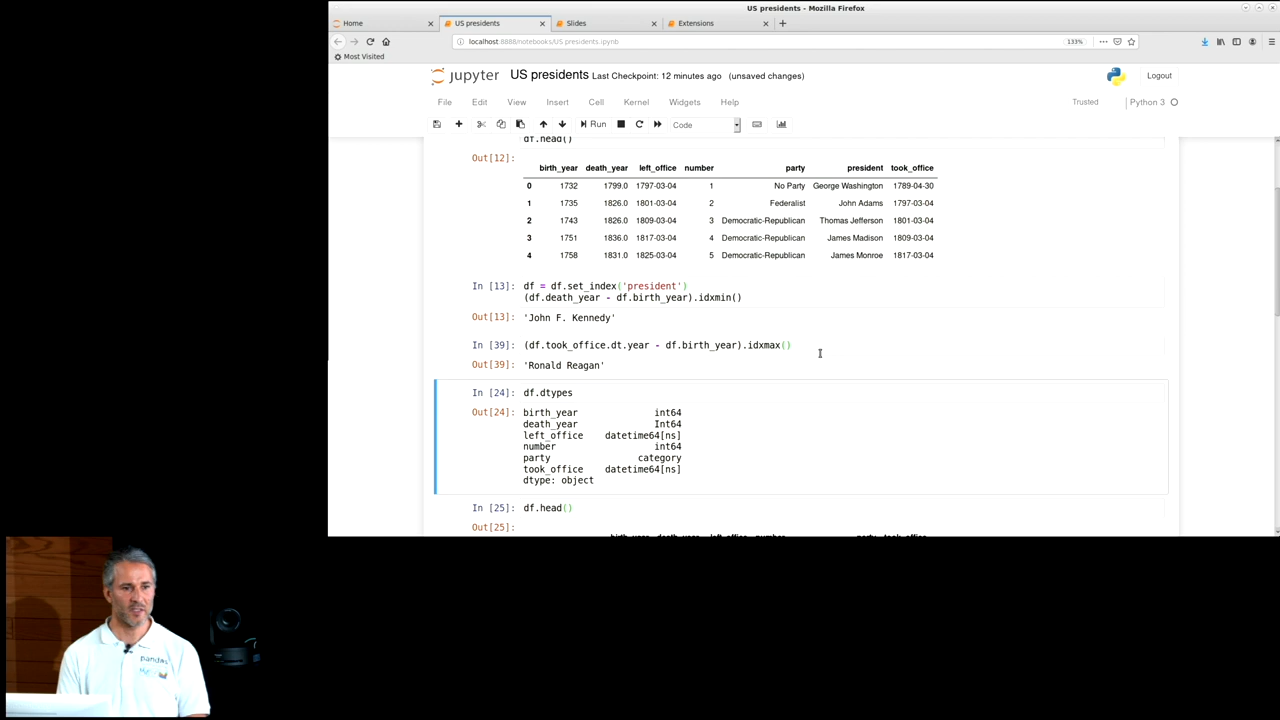 US presidents - Mozilla Firefox
Home US presidents Slides Extensions
localhost:8888/notebooks/US presidents.ipynb 133%
Most Visited
jupyter US presidents Last Checkpoint: 12 minutes ago (unsaved changes) Logout
File Edit View Insert Cell Kernel Widgets Help Trusted Python 3
Run Code
df.head()
Out[12]:
birth_year death_year left_office number party president took_office
0 1732 1799.0 1797-03-04 1 No Party George Washington 1789-04-30
1 1735 1826.0 1801-03-04 2 Federalist John Adams 1797-03-04
2 1743 1826.0 1809-03-04 3 Democratic-Republican Thomas Jefferson 1801-03-04
3 1751 1836.0 1817-03-04 4 Democratic-Republican James Madison 1809-03-04
4 1758 1831.0 1825-03-04 5 Democratic-Republican James Monroe 1817-03-04
In [13]: df = df.set_index('president')
(df.death_year - df.birth_year).idxmin()
Out[13]: 'John F. Kennedy'
In [39]: (df.took_office.dt.year - df.birth_year).idxmax()
Out[39]: 'Ronald Reagan'
In [24]: df.dtypes
Out[24]: birth_year int64
death_year Int64
left_office datetime64[ns]
number int64
party category
took_office datetime64[ns]
dtype: object
In [25]: df.head()
Out[25]:
birth_year death_year left_office number party took_office
pandas